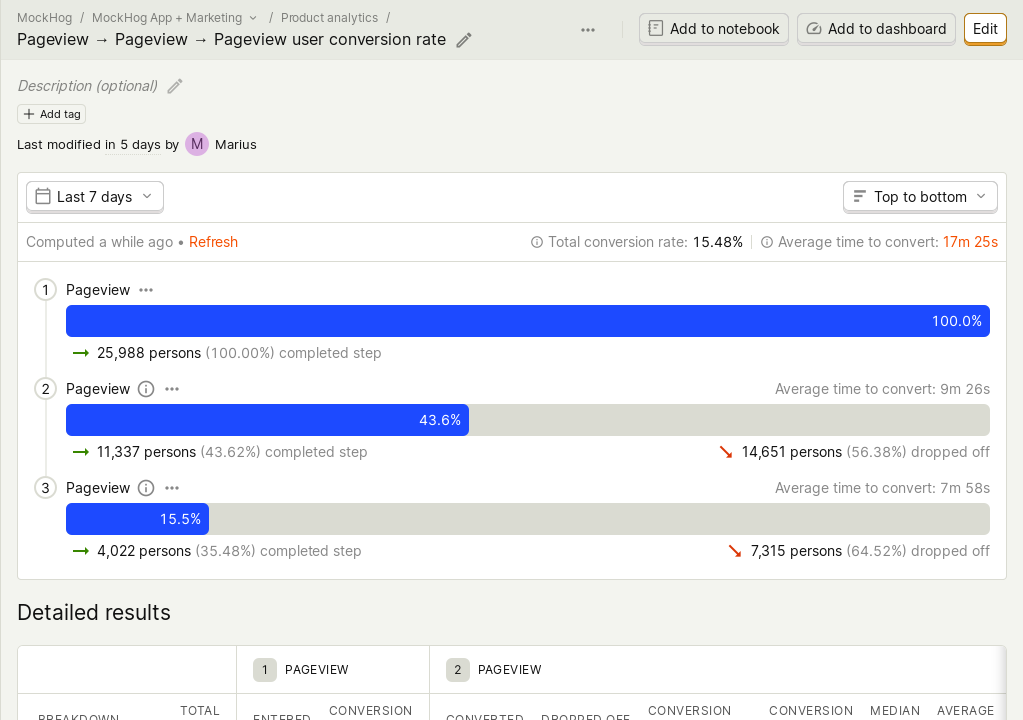 MockHog / MockHog App + Marketing / Product analytics /
Pageview → Pageview → Pageview user conversion rate
Add to notebook
Add to dashboard
Edit
Description (optional)
Add tag
Last modified in 5 days by M Marius
Last 7 days
Top to bottom
Computed a while ago • Refresh
Total conversion rate: 15.48%
Average time to convert: 17m 25s
1 Pageview
100.0%
25,988 persons (100.00%) completed step
2 Pageview
Average time to convert: 9m 26s
43.6%
11,337 persons (43.62%) completed step
14,651 persons (56.38%) dropped off
3 Pageview
Average time to convert: 7m 58s
15.5%
4,022 persons (35.48%) completed step
7,315 persons (64.52%) dropped off
Detailed results
1 PAGEVIEW
2 PAGEVIEW
BREAKDOWN
TOTAL
ENTERED
CONVERSION
CONVERTED
DROPPED OFF
CONVERSION
CONVERSION
MEDIAN
AVERAGE